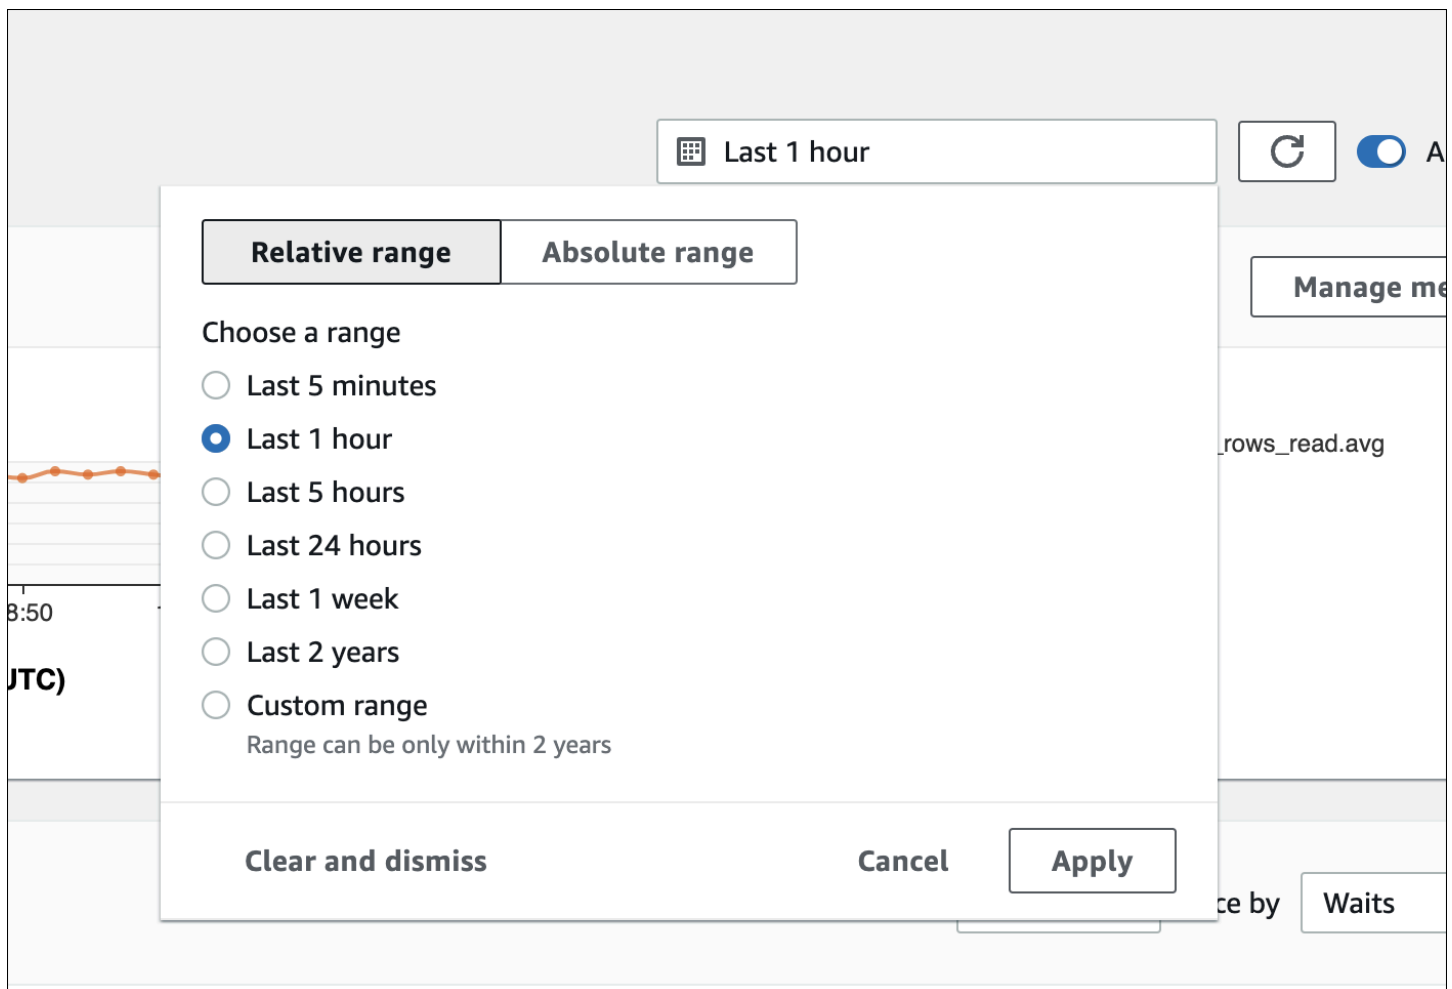 Last 1 hour
A
Relative range
Absolute range
Manage me
Choose a range
Last 5 minutes
Last 1 hour
_rows_read.avg
Last 5 hours
Last 24 hours
Last 1 week
8:50
Last 2 years
UTC)
Custom range
Range can be only within 2 years
Clear and dismiss
Cancel
Apply
ce by
Waits